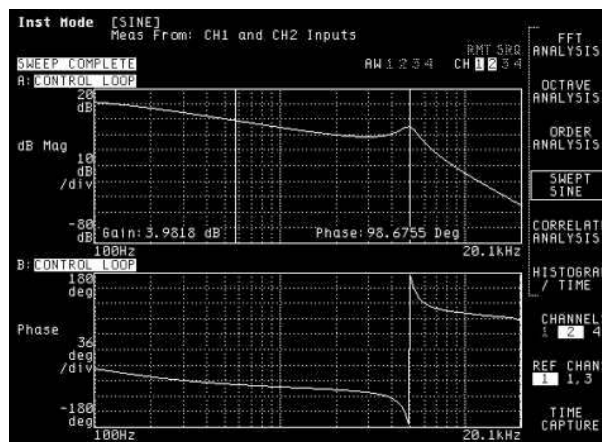 Inst Mode [SINE]
Meas From: CH1 and CH2 Inputs
RMT SRQ
SWEEP COMPLETE
AW 1 2 3 4 CH 1 2 3 4
A: CONTROL LOOP
20
dB
dB Mag
10
dB
/div
-80
dB
Gain: 3.9818 dB Phase: 98.6755 Deg
100Hz 20.1kHz
B: CONTROL LOOP
180
deg
Phase
36
deg
/div
-180
deg
100Hz 20.1kHz
FFT
ANALYSIS
OCTAVE
ANALYSIS
ORDER
ANALYSIS
SWEPT
SINE
CORRELAT
ANALYSIS
HISTOGRA
/ TIME
CHANNEL
1 2 4
REF CHAN
1 1,3
TIME
CAPTURE